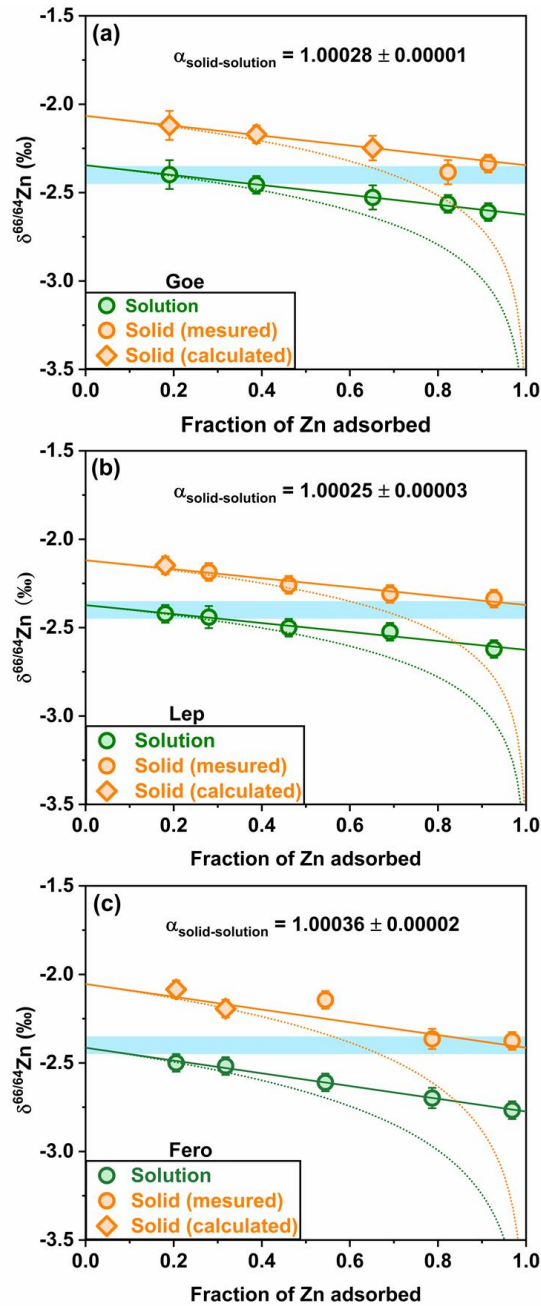 (a)
α solid-solution = 1.00028 ± 0.00001
-1.5
-2.0
-2.5
-3.0
-3.5
δ66/64Zn (‰)
Goe
Solution
Solid (mesured)
Solid (calculated)
0.0 0.2 0.4 0.6 0.8 1.0
Fraction of Zn adsorbed
(b)
α solid-solution = 1.00025 ± 0.00003
-1.5
-2.0
-2.5
-3.0
-3.5
δ66/64Zn (‰)
Lep
Solution
Solid (mesured)
Solid (calculated)
0.0 0.2 0.4 0.6 0.8 1.0
Fraction of Zn adsorbed
(c)
α solid-solution = 1.00036 ± 0.00002
-1.5
-2.0
-2.5
-3.0
-3.5
δ66/64Zn (‰)
Fero
Solution
Solid (mesured)
Solid (calculated)
0.0 0.2 0.4 0.6 0.8 1.0
Fraction of Zn adsorbed